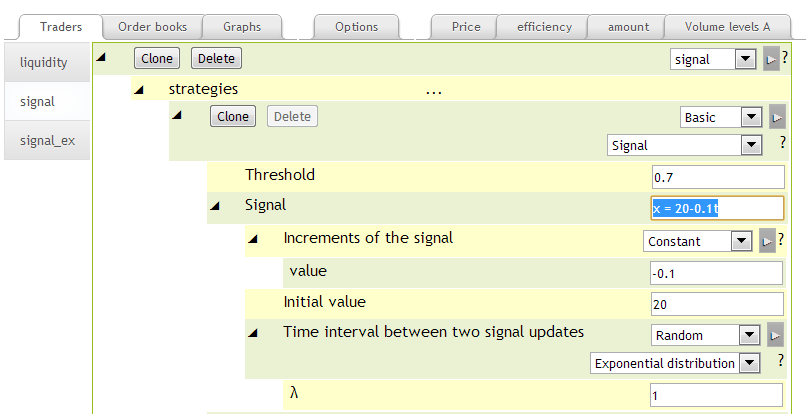 Traders Order books Graphs Options Price efficiency amount Volume levels A
liquidity
signal
signal_ex
Clone Delete signal ?
strategies ...
Clone Delete Basic
Signal ?
Threshold 0.7
Signal x = 20-0.1t
Increments of the signal Constant ?
value -0.1
Initial value 20
Time interval between two signal updates Random
Exponential distribution ?
λ 1